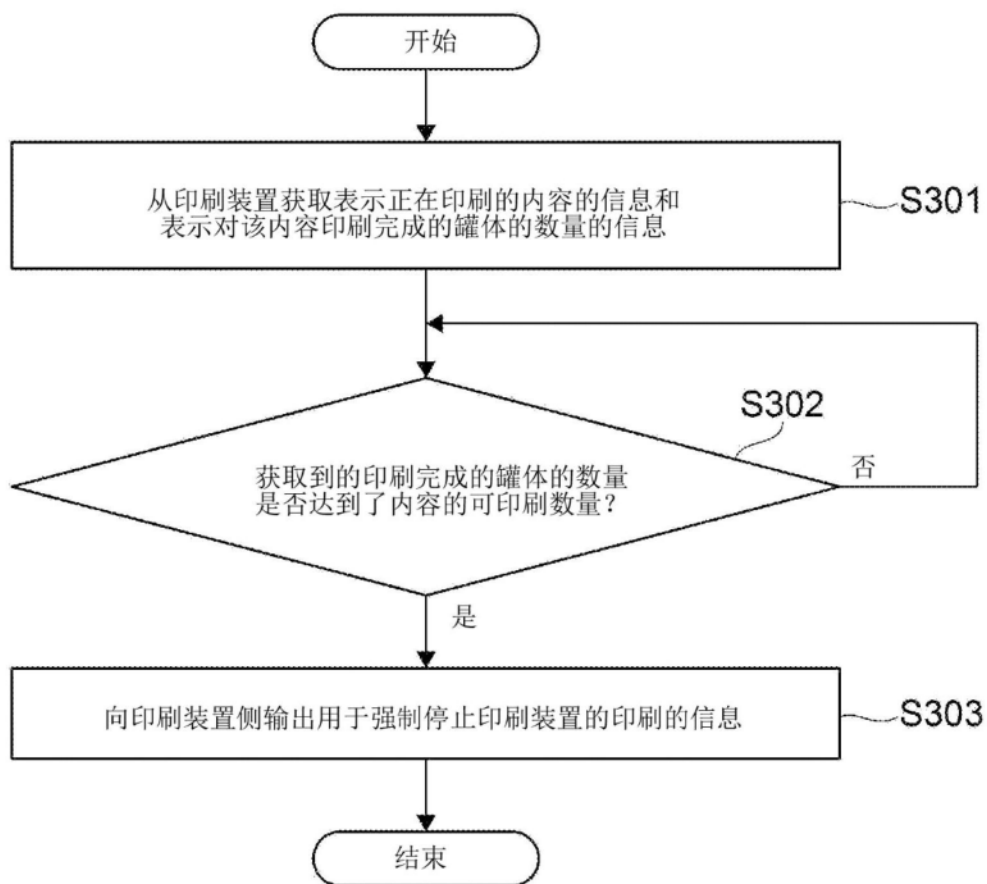 开始
从印刷装置获取表示正在印刷的内容的信息和
表示对该内容印刷完成的罐体的数量的信息
S301
S302
获取到的印刷完成的罐体的数量
是否达到了内容的可印刷数量？
否
是
向印刷装置侧输出用于强制停止印刷装置的印刷的信息
S303
结束